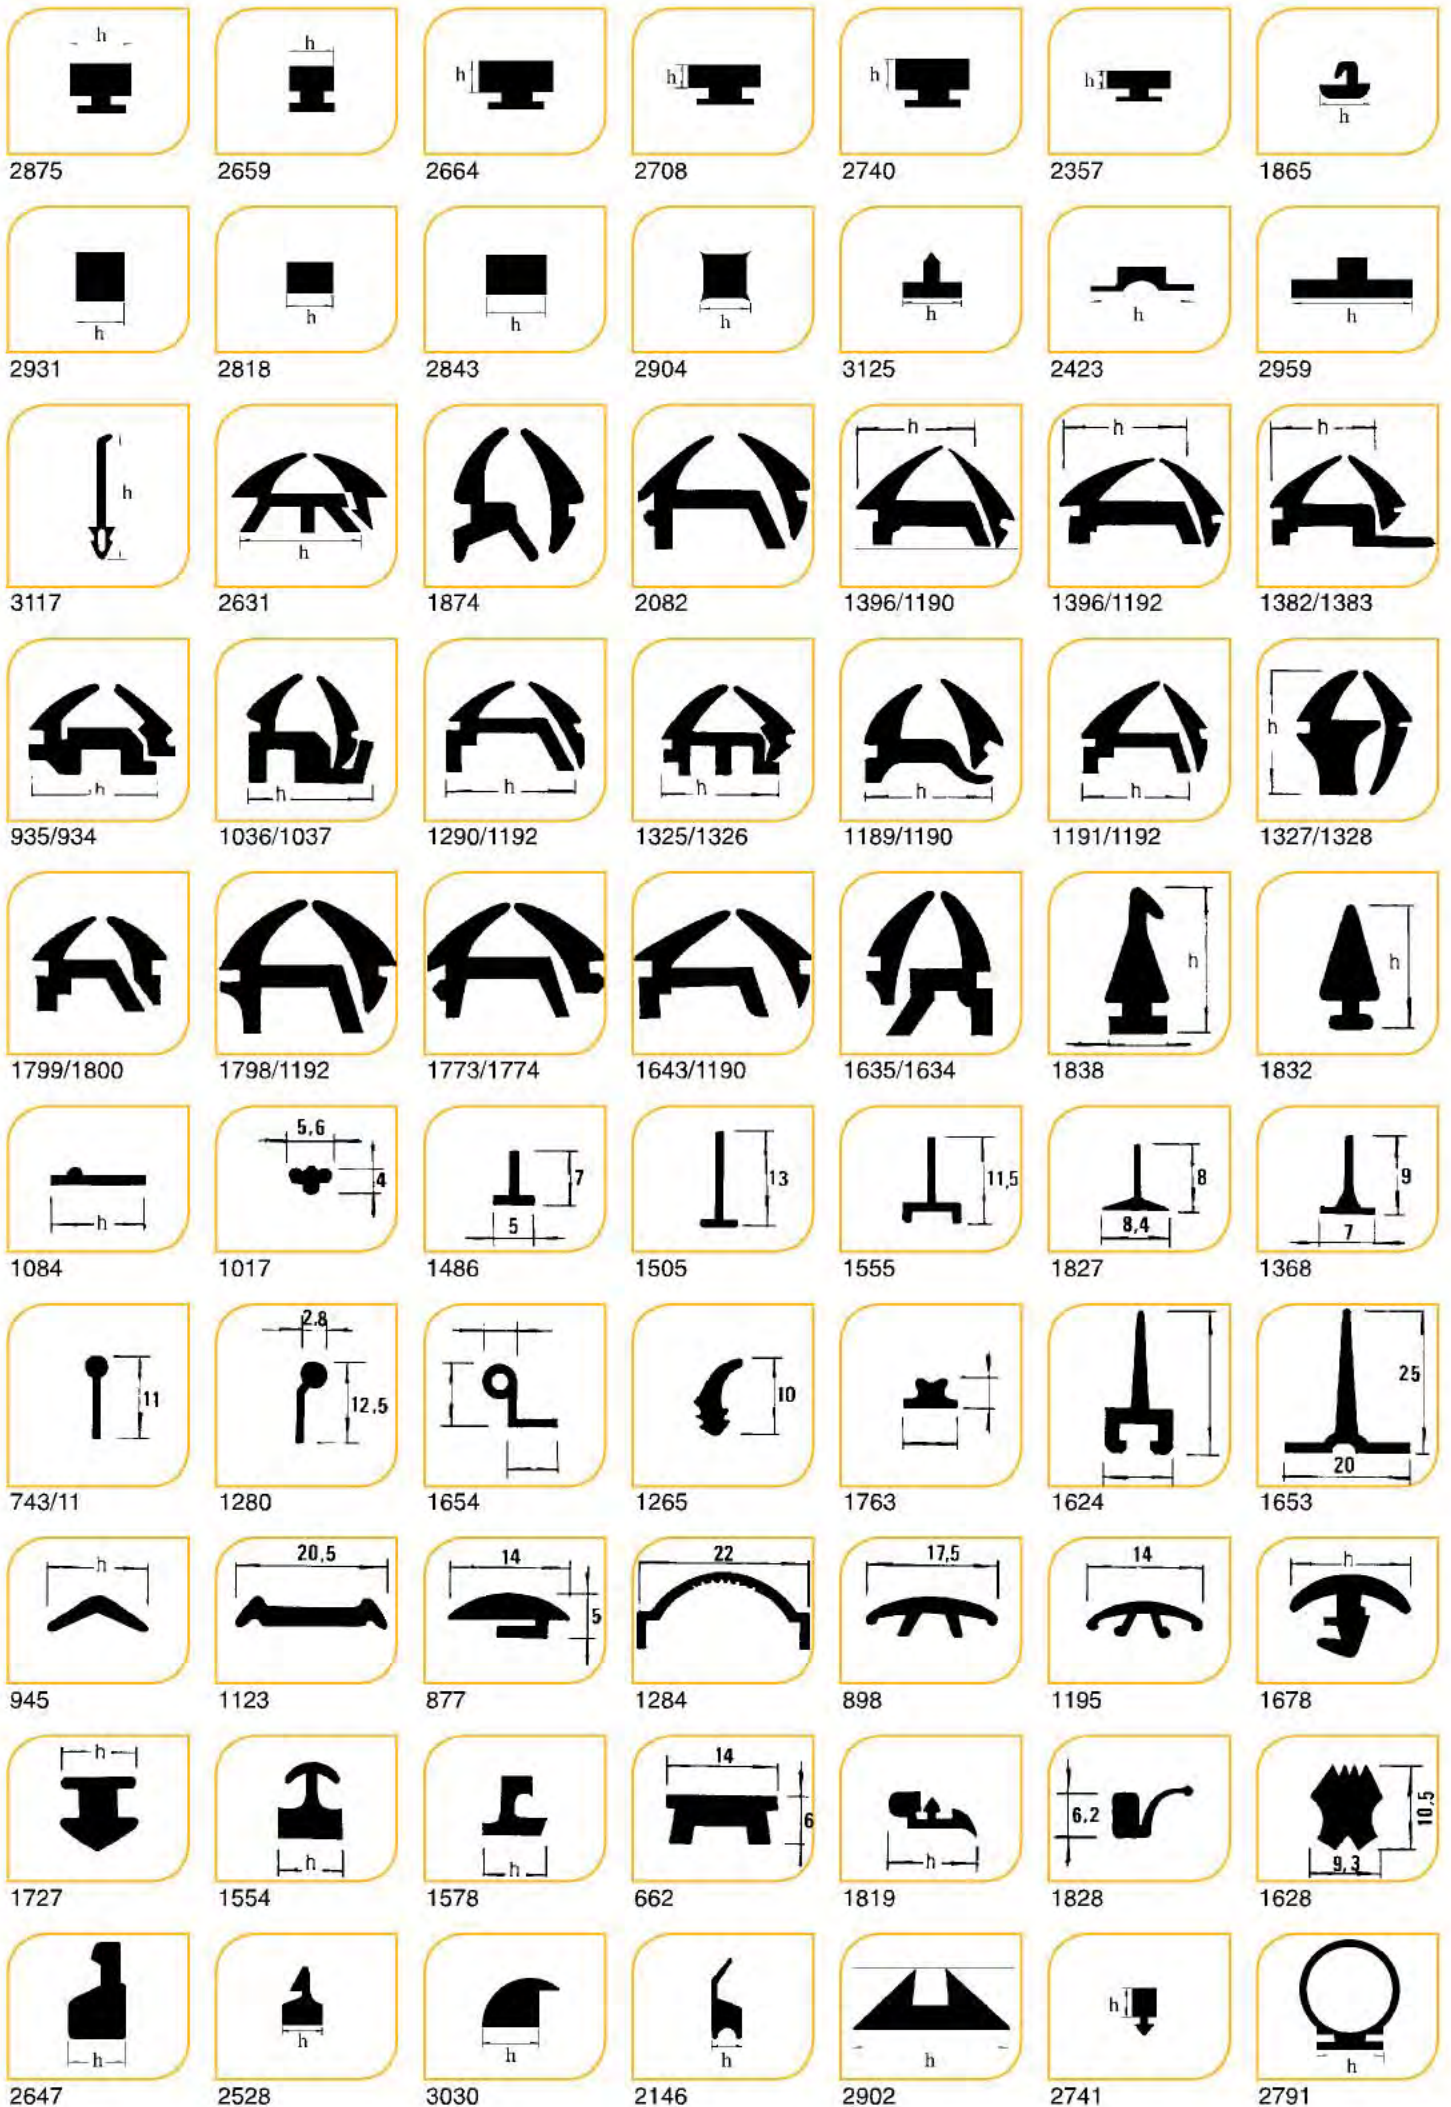 h h h h h h h
2875 2659 2664 2708 2740 2357 1865
h h h h h h h
2931 2818 2843 2904 3125 2423 2959
h h h h h
3117 2631 1874 2082 1396/1190 1396/1192 1382/1383
h h h h h h h
935/934 1036/1037 1290/1192 1325/1326 1189/1190 1191/1192 1327/1328
h h
1799/1800 1798/1192 1773/1774 1643/1190 1635/1634 1838 1832
h 5,6 4 7 5 13 11,5 8 8,4 9 7
1084 1017 1486 1505 1555 1827 1368
11 2.8 12,5 10 25 20
743/11 1280 1654 1265 1763 1624 1653
h 20,5 14 5 22 17,5 14 h
945 1123 877 1284 898 1195 1678
h h h 14 6 h 6,2 10,5 9,3
1727 1554 1578 662 1819 1828 1628
h h h h h h h
2647 2528 3030 2146 2902 2741 2791